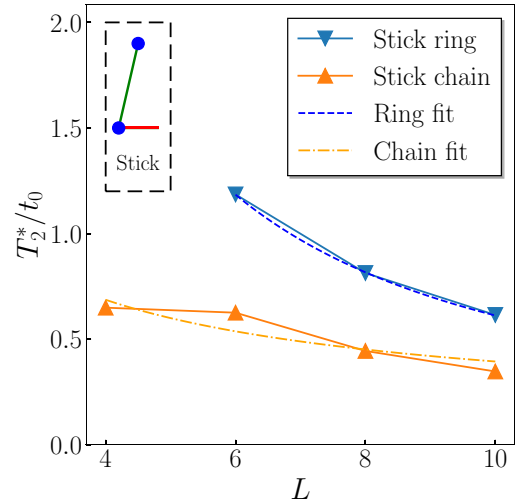 2.0
1.5
1.0
0.5
0.0
T₂*/t₀
Stick
Stick ring
Stick chain
Ring fit
Chain fit
4
6
8
10
L